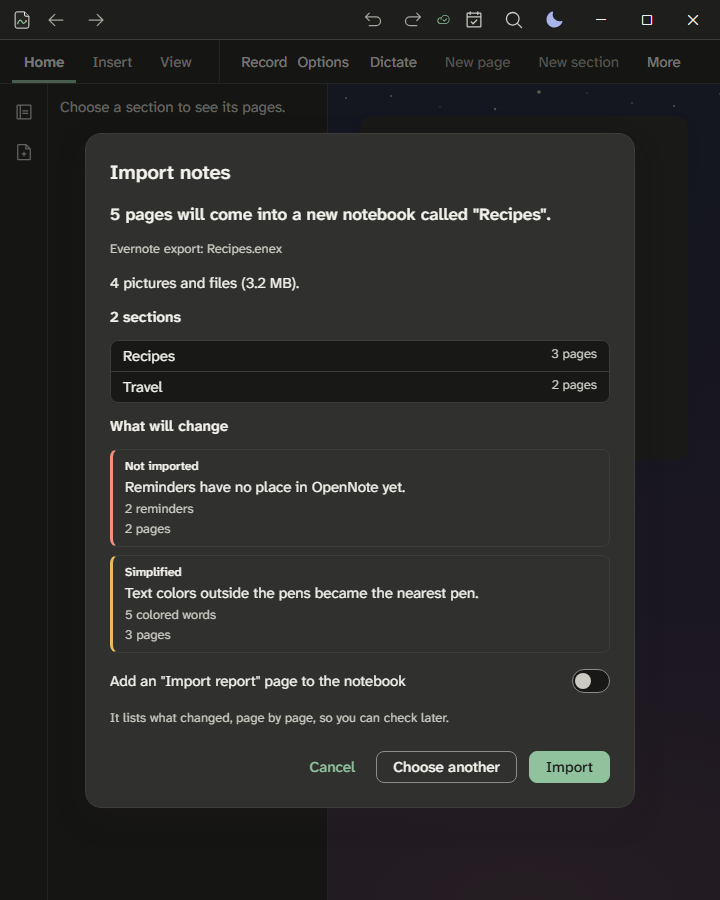 Home Insert View Record Options Dictate New page New section More
Choose a section to see its pages.
Import notes
5 pages will come into a new notebook called "Recipes".
Evernote export: Recipes.enex
4 pictures and files (3.2 MB).
2 sections
Recipes 3 pages
Travel 2 pages
What will change
Not imported
Reminders have no place in OpenNote yet.
2 reminders
2 pages
Simplified
Text colors outside the pens became the nearest pen.
5 colored words
3 pages
Add an "Import report" page to the notebook
It lists what changed, page by page, so you can check later.
Cancel Choose another Import